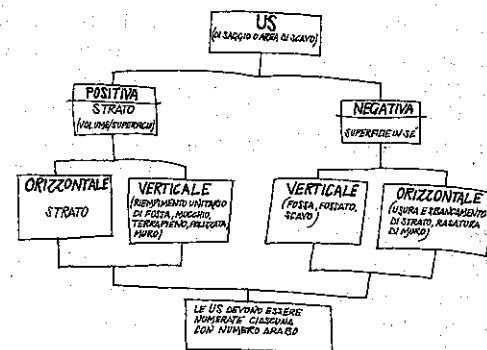 US
(DI SAGGIO O AREA DI SCAVO)
POSITIVA
STRATO
(VOLUME/SUPERFICIE)
NEGATIVA
SUPERFICIE IN SÉ
ORIZZONTALE
STRATO
VERTICALE
(RIEMPIMENTO UNITARIO
DI FOSSA, MUCCHIO,
TERRAPIENO, PALIZZATA,
MURO)
VERTICALE
(FOSSA, FOSSATO,
SCAVO)
ORIZZONTALE
(USURA E SBANCAMENTO
DI STRATO, RASATURA
DI MURO)
LE US DEVONO ESSERE
NUMERATE CIASCUNA
CON NUMERO ARABO